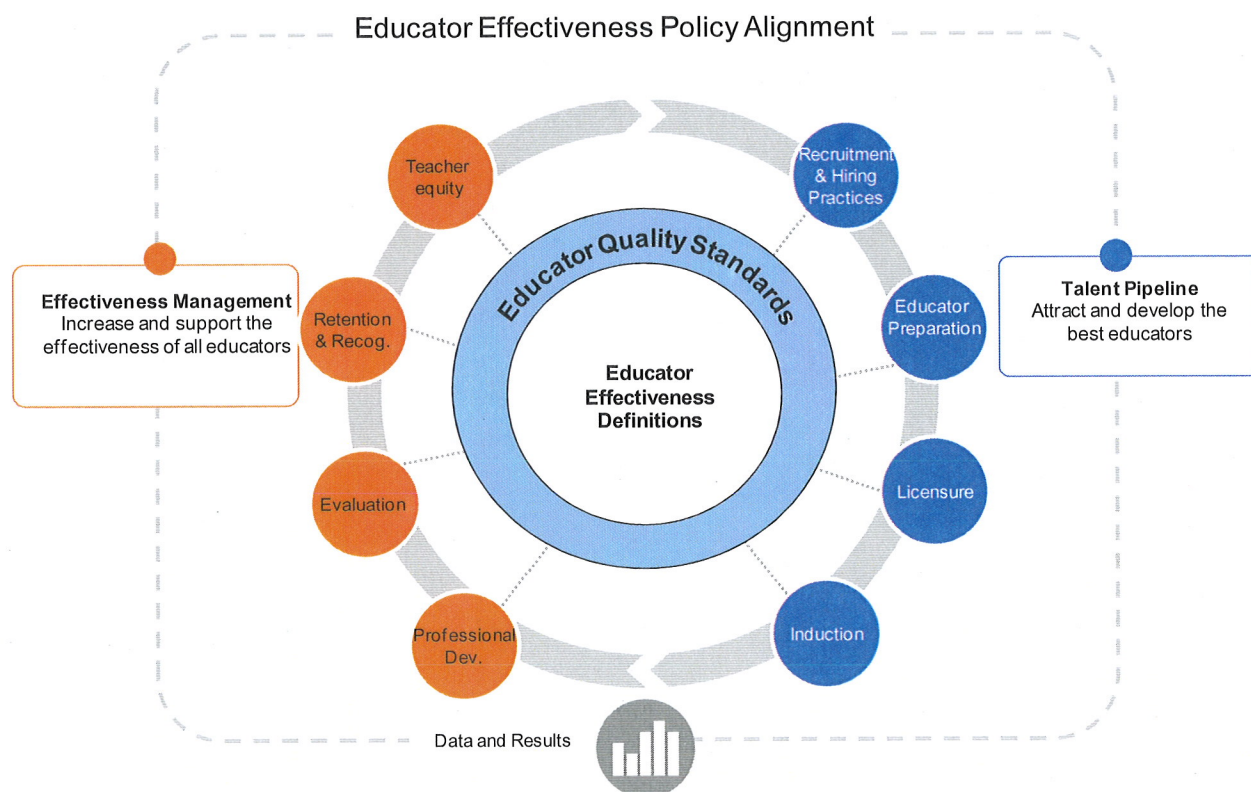 Educator Effectiveness Policy Alignment
Teacher
equity
Recruitment
& Hiring
Practices
Educator Quality Standards
Effectiveness Management
Increase and support the
effectiveness of all educators
Retention
& Recog.
Educator
Preparation
Talent Pipeline
Attract and develop the
best educators
Educator
Effectiveness
Definitions
Evaluation
Licensure
Professional
Dev.
Induction
Data and Results